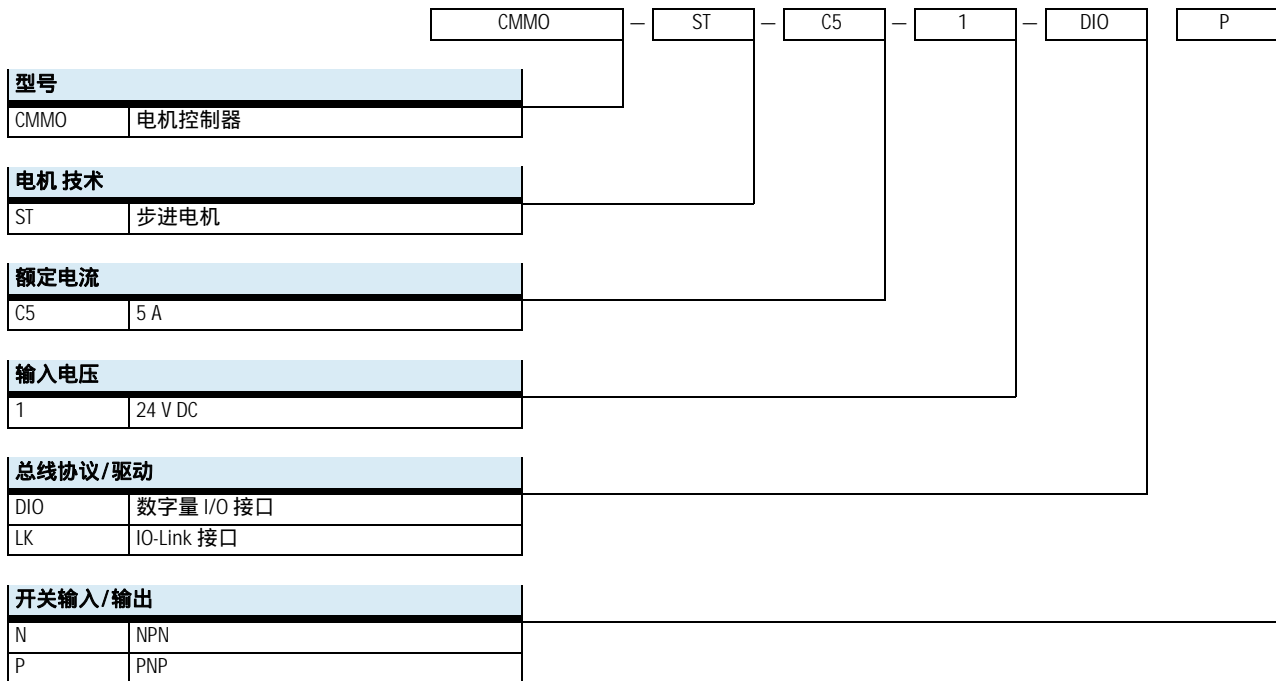 CMMO — ST — C5 — 1 — DIO P
型号
CMMO 电机控制器
电机 技术
ST 步进电机
额定电流
C5 5 A
输入电压
1 24 V DC
总线协议/驱动
DIO 数字量 I/O 接口
LK IO-Link 接口
开关输入/输出
N NPN
P PNP